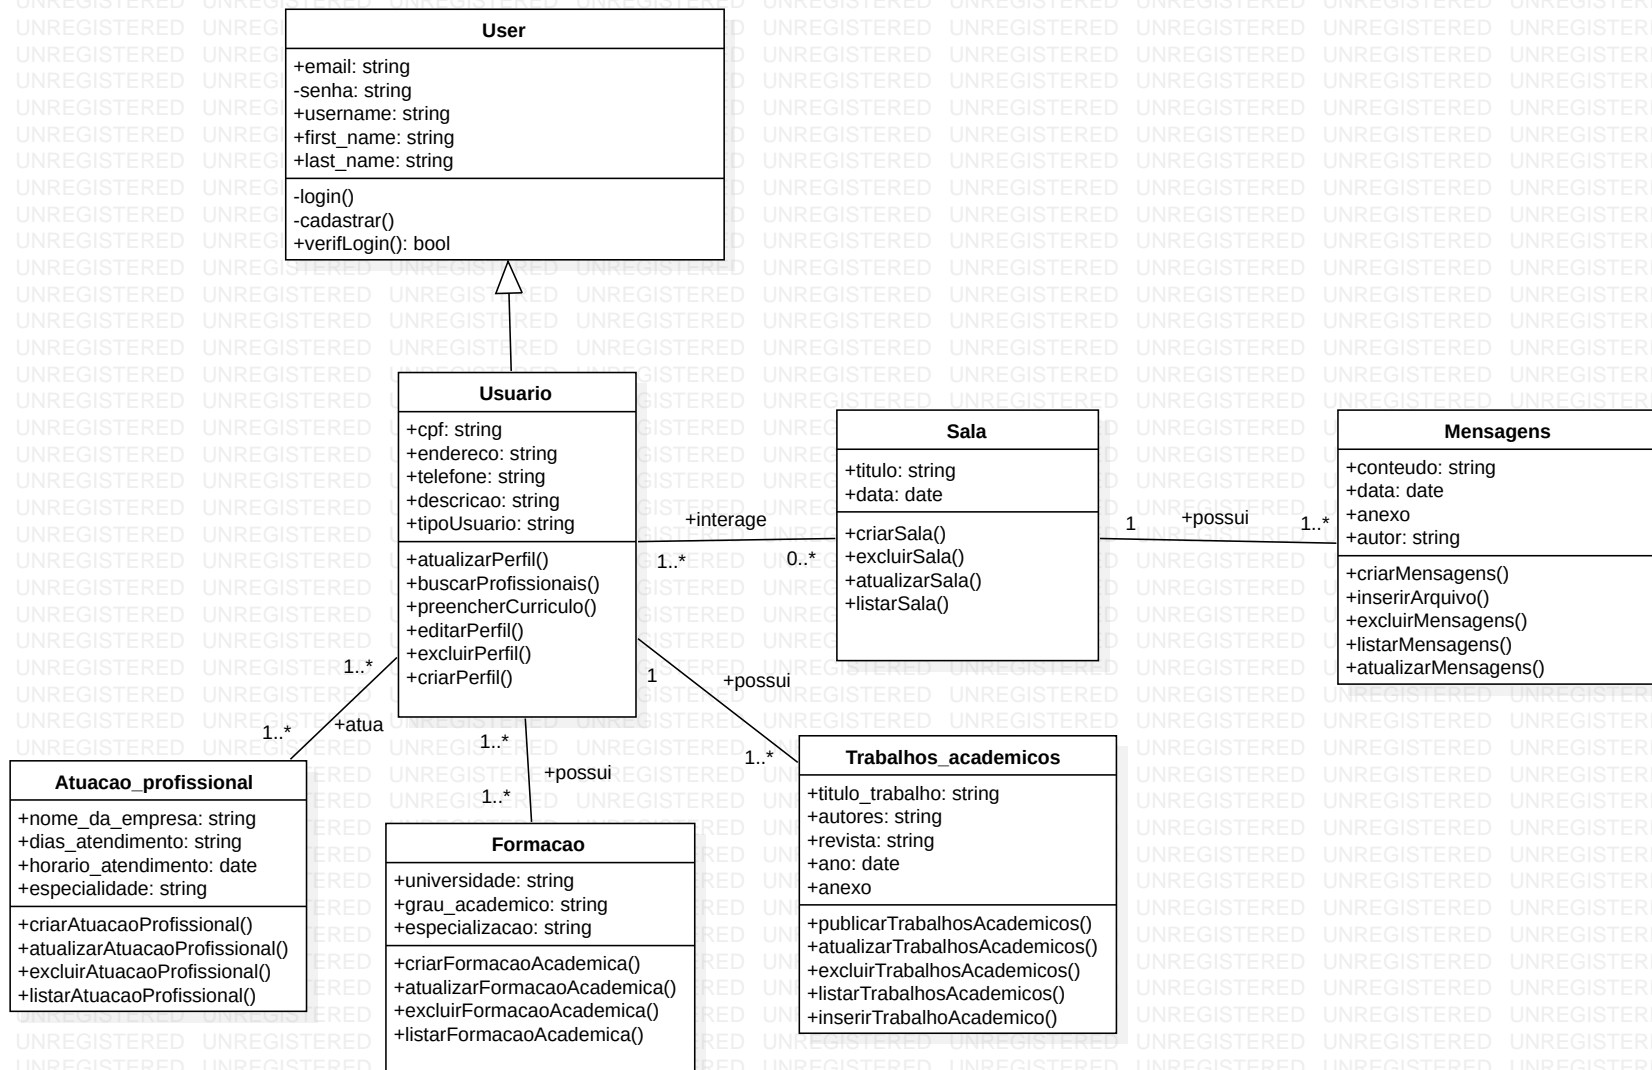 User
+email: string
-senha: string
+username: string
+first_name: string
+last_name: string
-login()
-cadastrar()
+verifLogin(): bool
Usuario
+cpf: string
+endereco: string
+telefone: string
+descricao: string
+tipoUsuario: string
+atualizarPerfil()
+buscarProfissionais()
+preencherCurriculo()
+editarPerfil()
+excluirPerfil()
+criarPerfil()
+interage
1..*
0..*
Sala
+titulo: string
+data: date
+criarSala()
+excluirSala()
+atualizarSala()
+listarSala()
1
+possui
1..*
Mensagens
+conteudo: string
+data: date
+anexo
+autor: string
+criarMensagens()
+inserirArquivo()
+excluirMensagens()
+listarMensagens()
+atualizarMensagens()
1..*
+atua
1..*
Atuacao_profissional
+nome_da_empresa: string
+dias_atendimento: string
+horario_atendimento: date
+especialidade: string
+criarAtuacaoProfissional()
+atualizarAtuacaoProfissional()
+excluirAtuacaoProfissional()
+listarAtuacaoProfissional()
1..*
+possui
1..*
Formacao
+universidade: string
+grau_academico: string
+especializacao: string
+criarFormacaoAcademica()
+atualizarFormacaoAcademica()
+excluirFormacaoAcademica()
+listarFormacaoAcademica()
1
+possui
1..*
Trabalhos_academicos
+titulo_trabalho: string
+autores: string
+revista: string
+ano: date
+anexo
+publicarTrabalhosAcademicos()
+atualizarTrabalhosAcademicos()
+excluirTrabalhosAcademicos()
+listarTrabalhosAcademicos()
+inserirTrabalhoAcademico()
UNREGISTERED